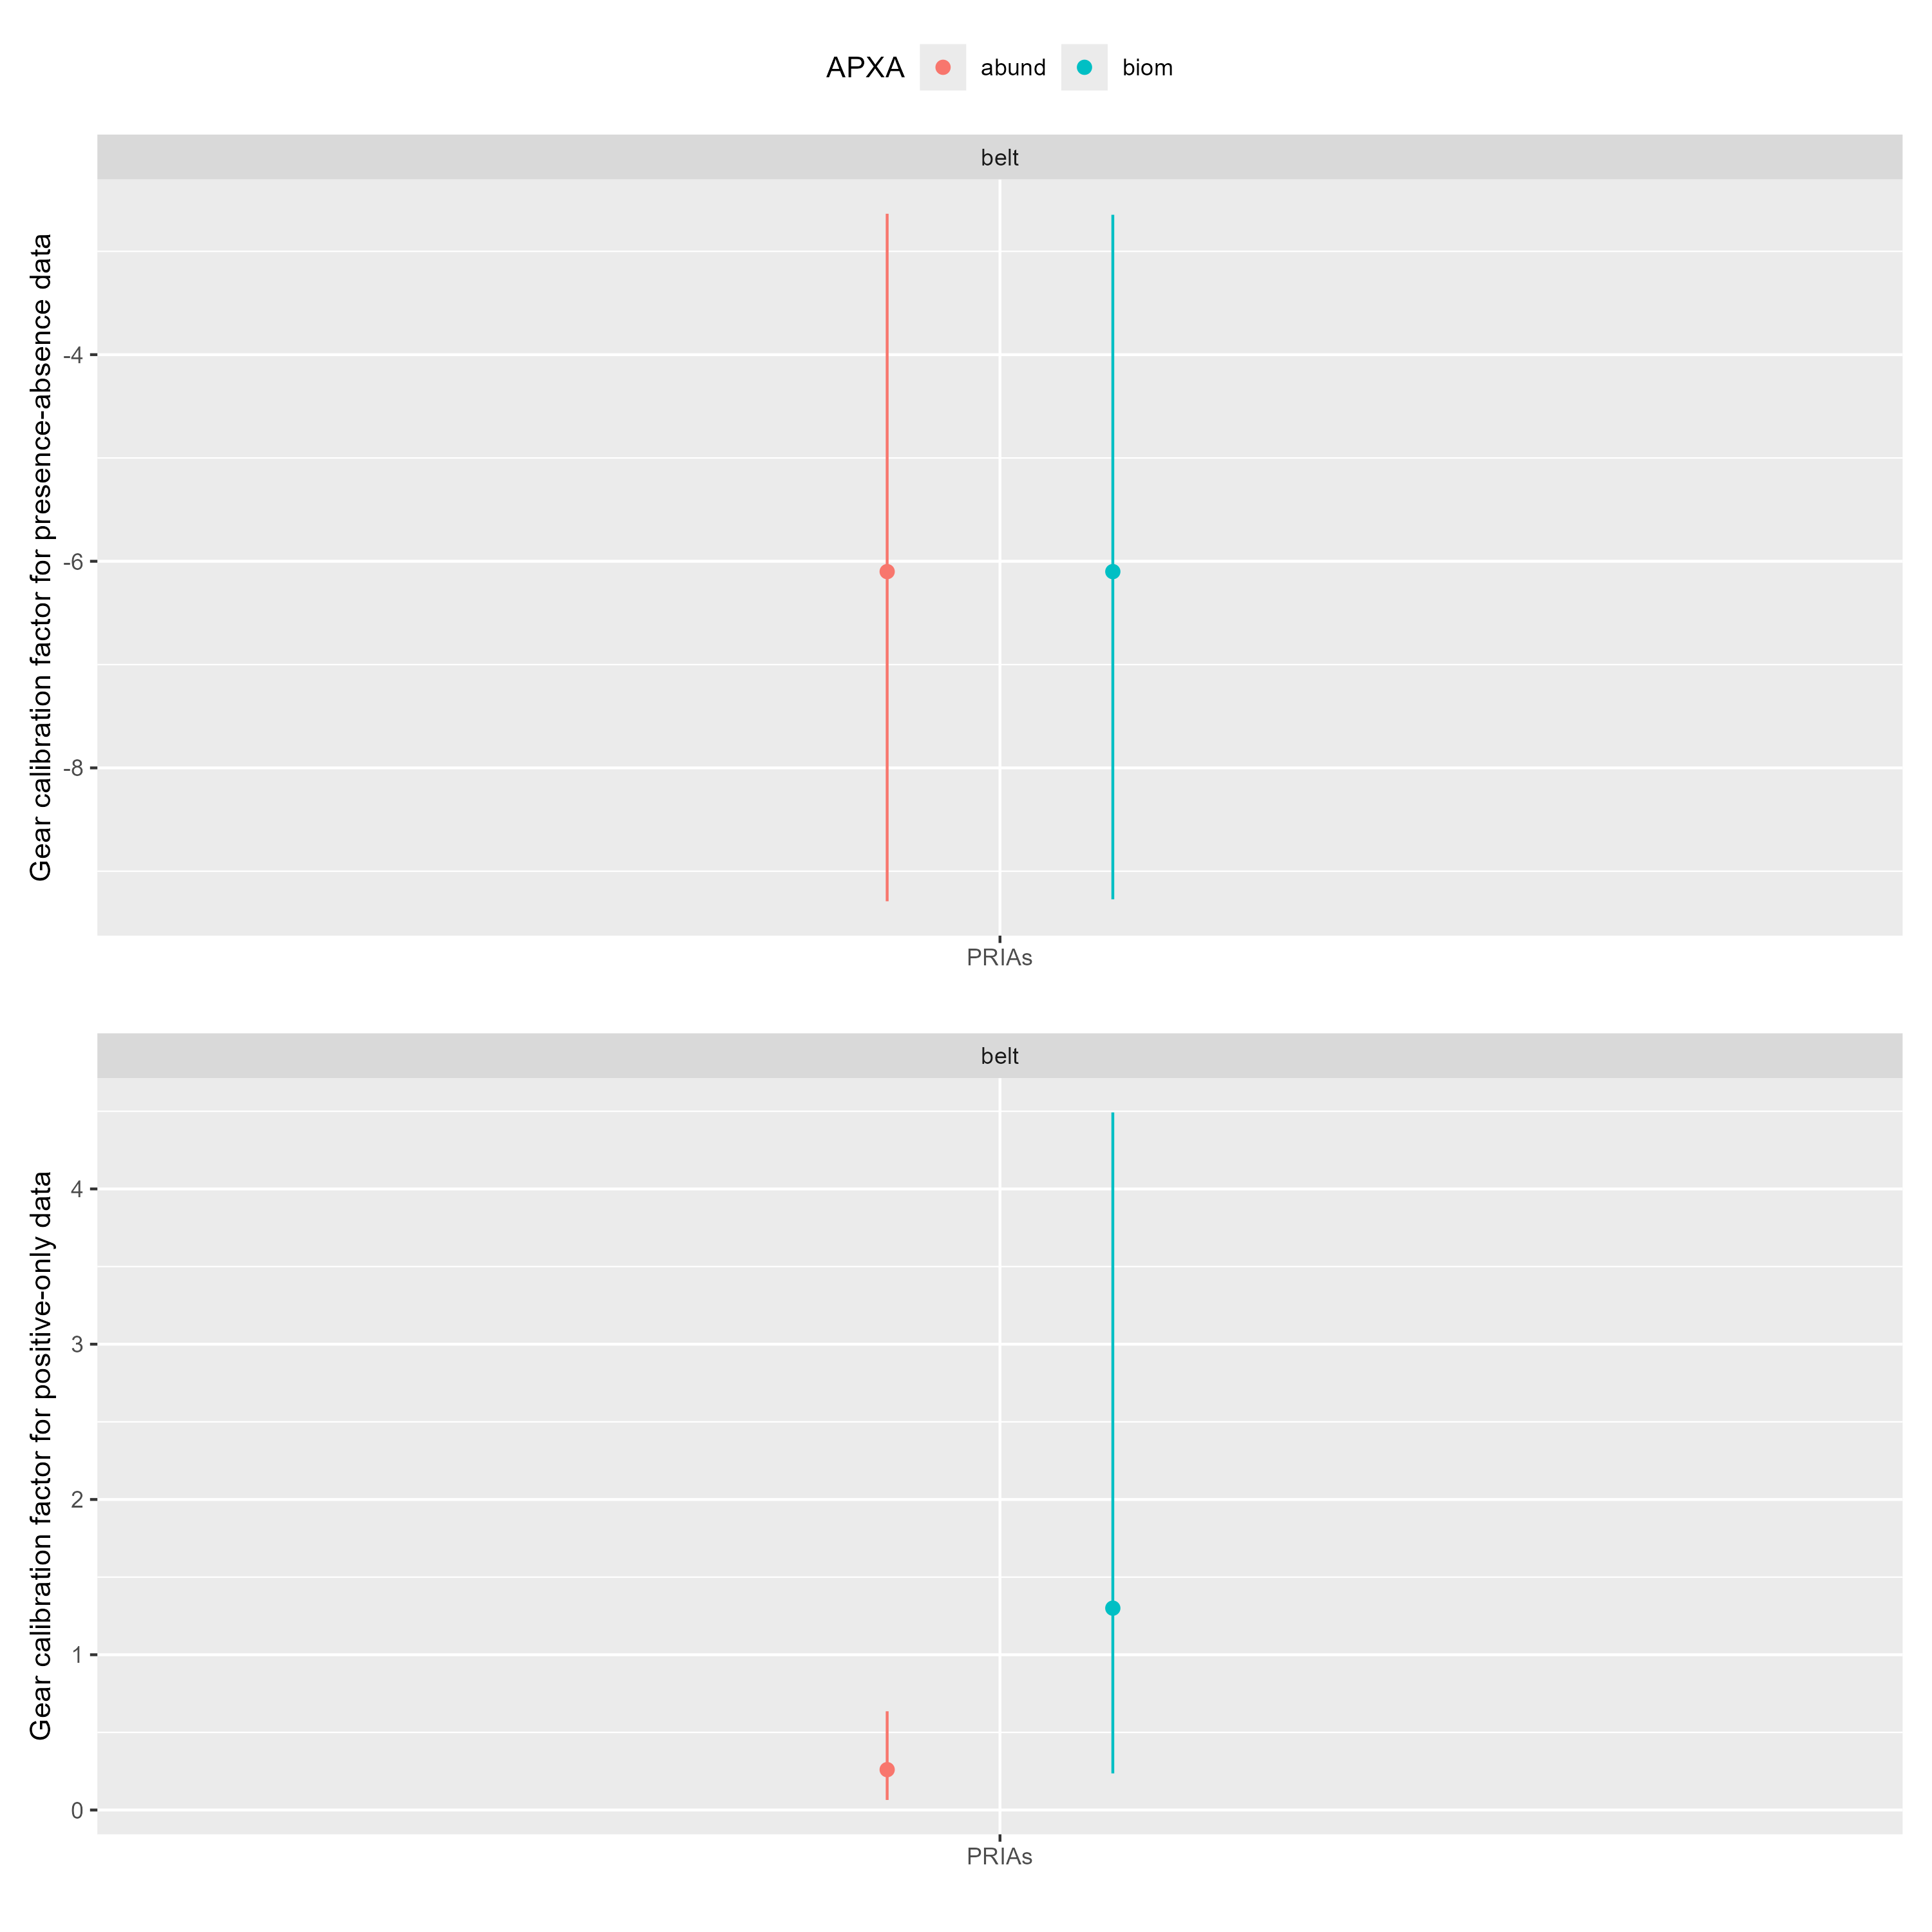 APXA abund biom
belt
Gear calibration factor for presence-absence data
-4
-6
-8
PRIAs
belt
Gear calibration factor for positive-only data
4
3
2
1
0
PRIAs